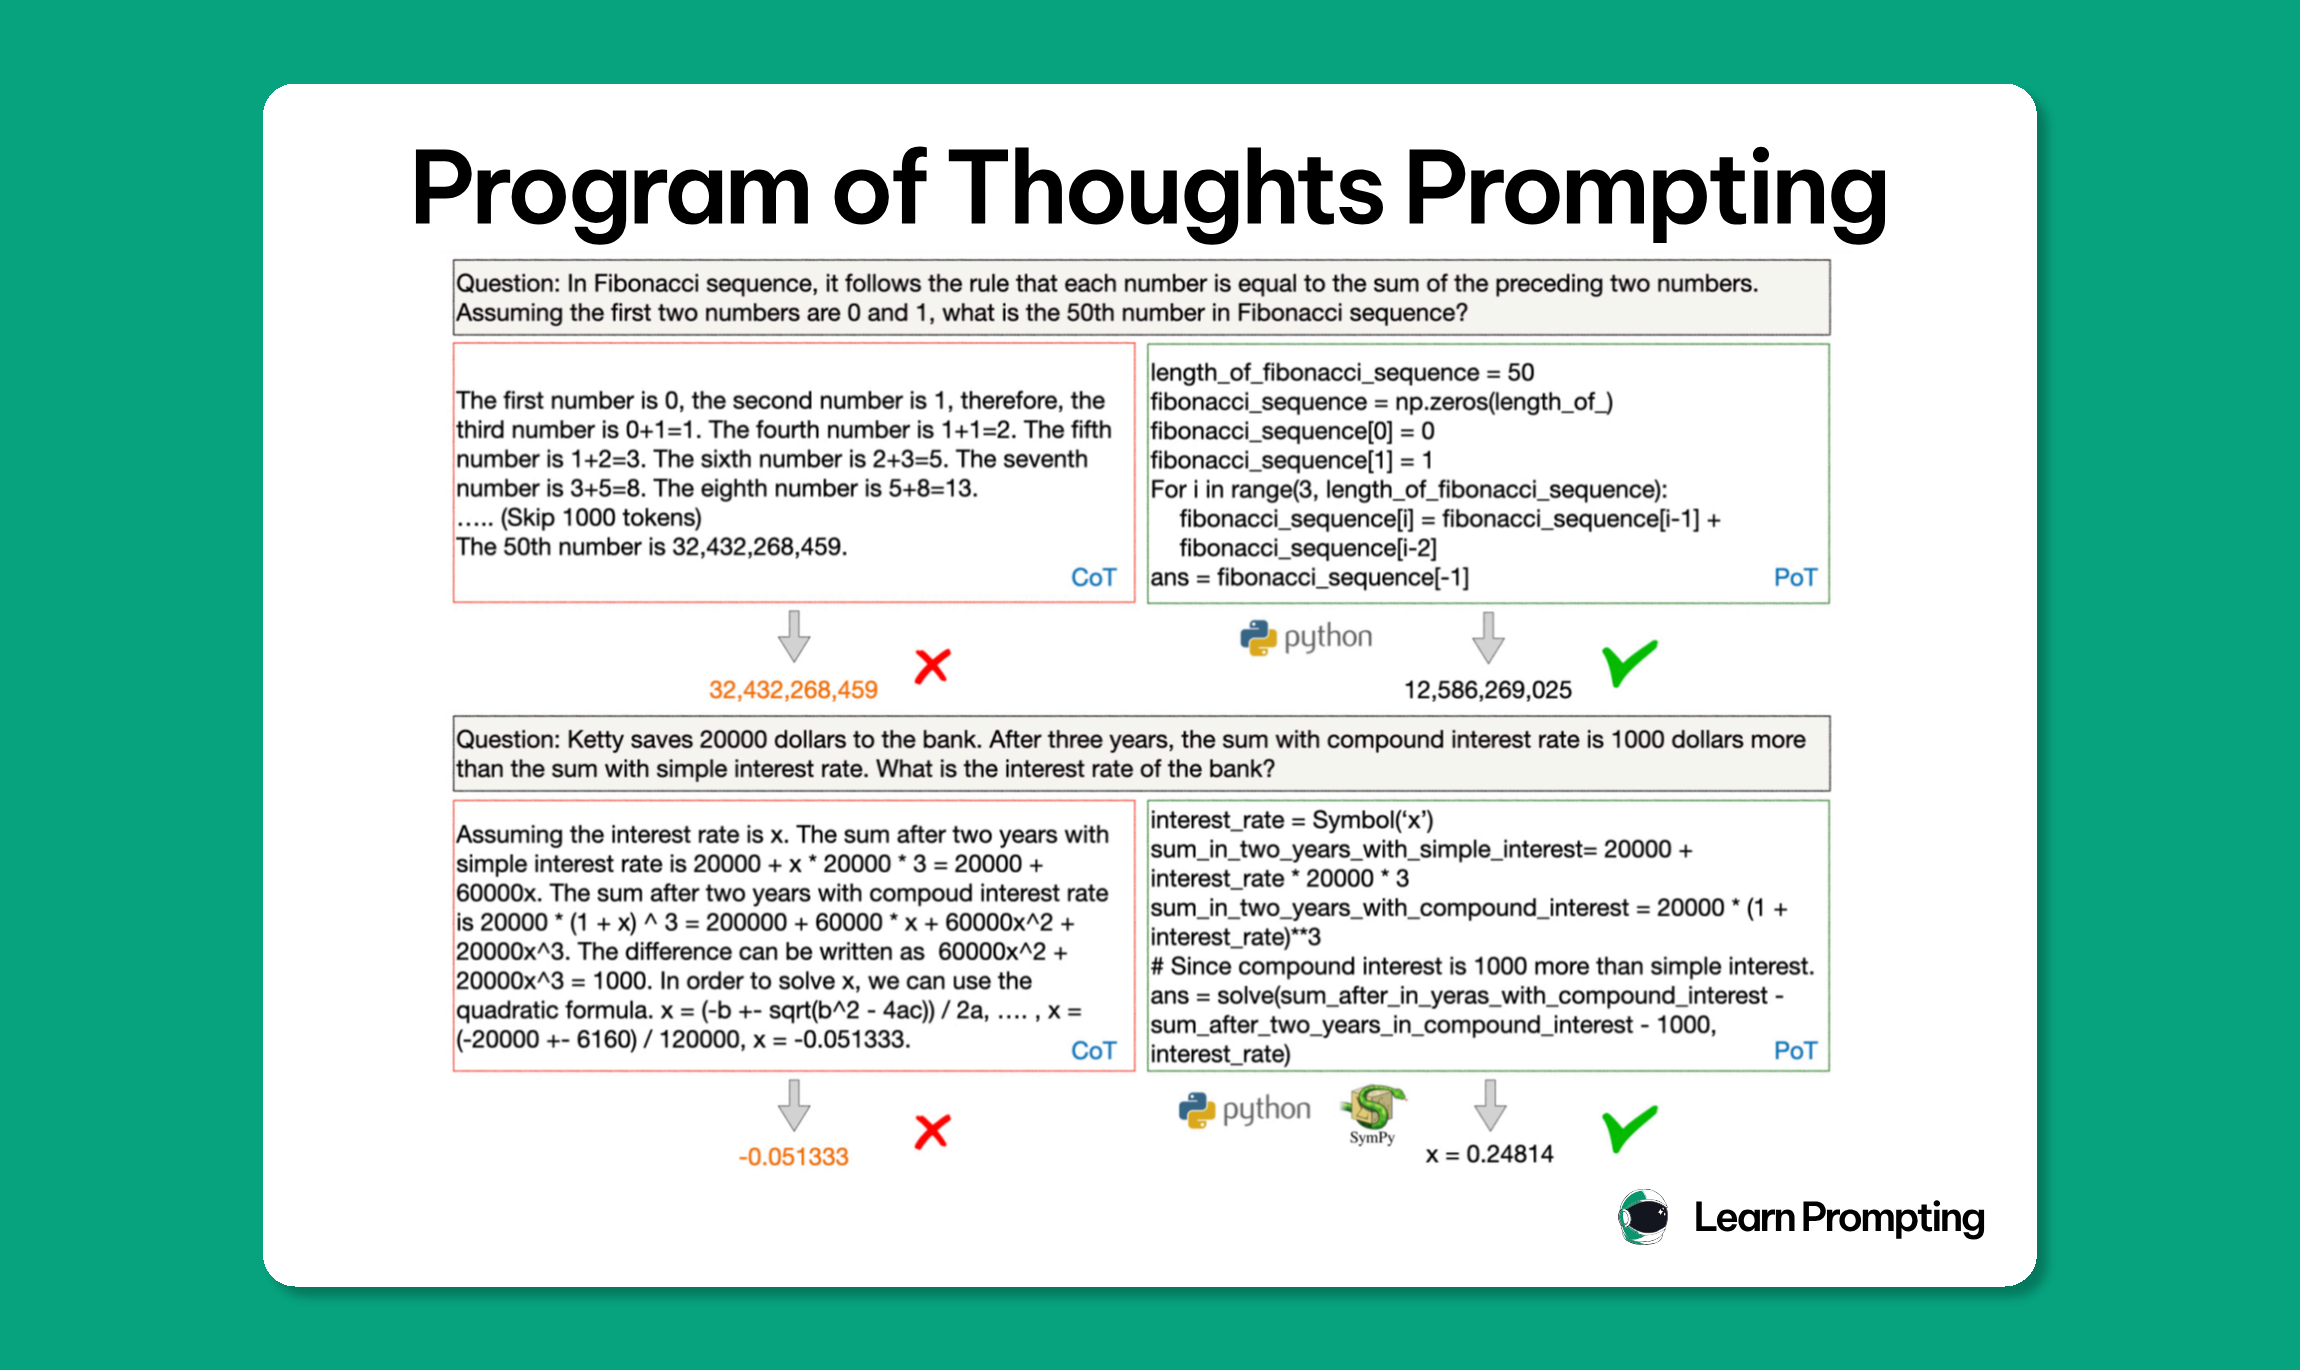 Program of Thoughts Prompting
Question: In Fibonacci sequence, it follows the rule that each number is equal to the sum of the preceding two numbers.
Assuming the first two numbers are 0 and 1, what is the 50th number in Fibonacci sequence?
The first number is 0, the second number is 1, therefore, the
third number is 0+1=1. The fourth number is 1+1=2. The fifth
number is 1+2=3. The sixth number is 2+3=5. The seventh
number is 3+5=8. The eighth number is 5+8=13.
..... (Skip 1000 tokens)
The 50th number is 32,432,268,459.
CoT
length_of_fibonacci_sequence = 50
fibonacci_sequence = np.zeros(length_of_)
fibonacci_sequence[0] = 0
fibonacci_sequence[1] = 1
For i in range(3, length_of_fibonacci_sequence):
fibonacci_sequence[i] = fibonacci_sequence[i-1] +
fibonacci_sequence[i-2]
ans = fibonacci_sequence[-1]
PoT
32,432,268,459
python
12,586,269,025
Question: Ketty saves 20000 dollars to the bank. After three years, the sum with compound interest rate is 1000 dollars more
than the sum with simple interest rate. What is the interest rate of the bank?
Assuming the interest rate is x. The sum after two years with
simple interest rate is 20000 + x * 20000 * 3 = 20000 +
60000x. The sum after two years with compoud interest rate
is 20000 * (1 + x) ^ 3 = 200000 + 60000 * x + 60000x^2 +
20000x^3. The difference can be written as 60000x^2 +
20000x^3 = 1000. In order to solve x, we can use the
quadratic formula. x = (-b +- sqrt(b^2 - 4ac)) / 2a, .... , x =
(-20000 +- 6160) / 120000, x = -0.051333.
CoT
interest_rate = Symbol(‘x’)
sum_in_two_years_with_simple_interest= 20000 +
interest_rate * 20000 * 3
sum_in_two_years_with_compound_interest = 20000 * (1 +
interest_rate)**3
# Since compound interest is 1000 more than simple interest.
ans = solve(sum_after_in_yeras_with_compound_interest -
sum_after_two_years_in_compound_interest - 1000,
interest_rate)
PoT
-0.051333
python
SymPy
x = 0.24814
Learn Prompting